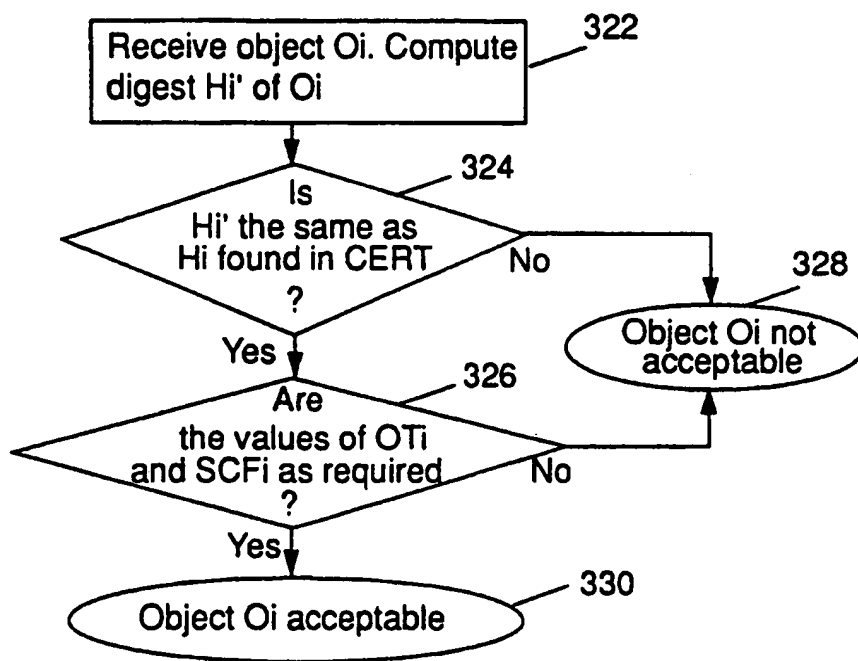 Receive object Oi. Compute
digest Hi' of Oi
322
Is
Hi' the same as
Hi found in CERT
?
324
No
Yes
328
Object Oi not
acceptable
Are
the values of OTi
and SCFi as required
?
326
No
Yes
Object Oi acceptable
330